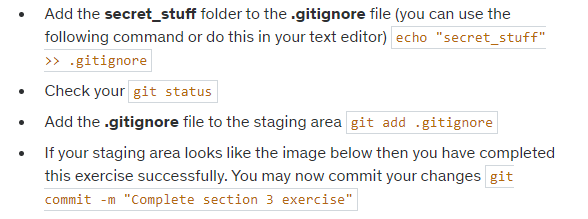 Add the secret_stuff folder to the .gitignore file (you can use the
following command or do this in your text editor) echo "secret_stuff"
>> .gitignore
Check your git status
Add the .gitignore file to the staging area git add .gitignore
If your staging area looks like the image below then you have completed
this exercise successfully. You may now commit your changes git
commit -m "Complete section 3 exercise"